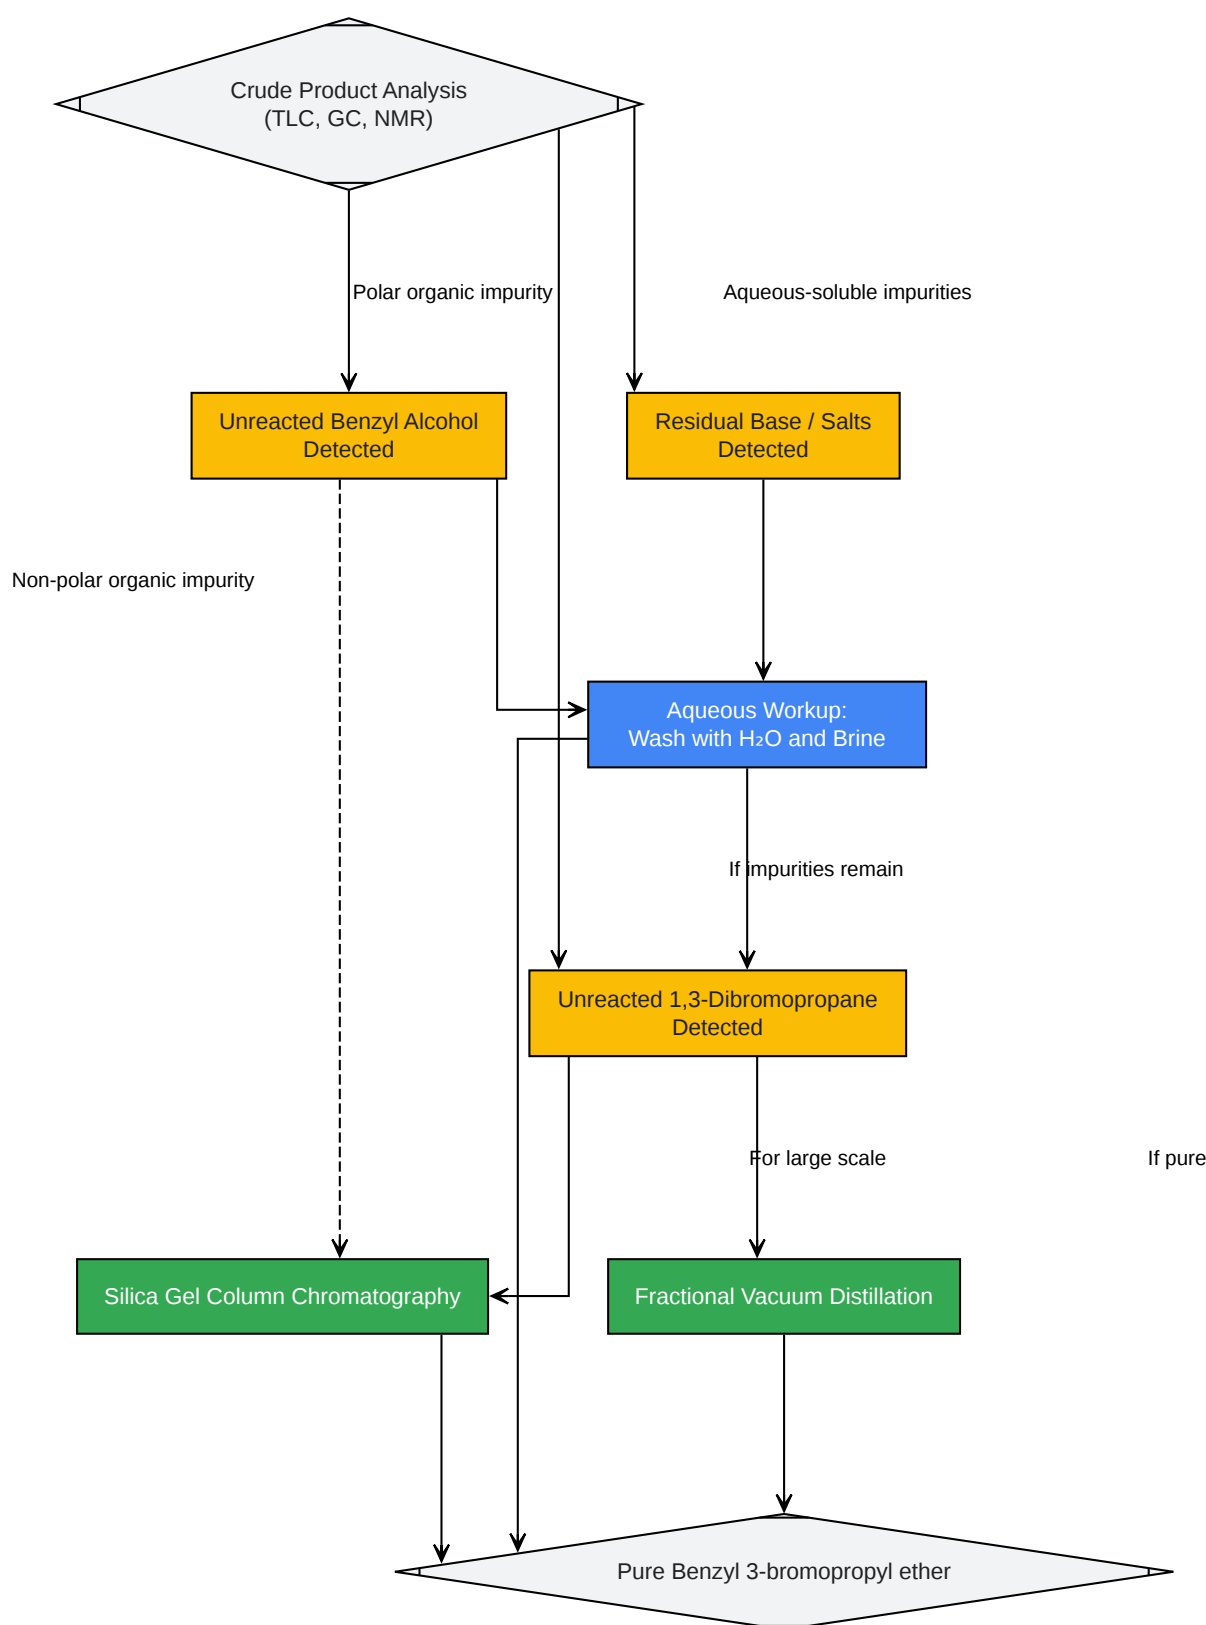 Crude Product Analysis
(TLC, GC, NMR)
Polar organic impurity
Aqueous-soluble impurities
Unreacted Benzyl Alcohol
Detected
Residual Base / Salts
Detected
Non-polar organic impurity
Aqueous Workup:
Wash with H₂O and Brine
If impurities remain
Unreacted 1,3-Dibromopropane
Detected
For large scale
If pure
Silica Gel Column Chromatography
Fractional Vacuum Distillation
Pure Benzyl 3-bromopropyl ether